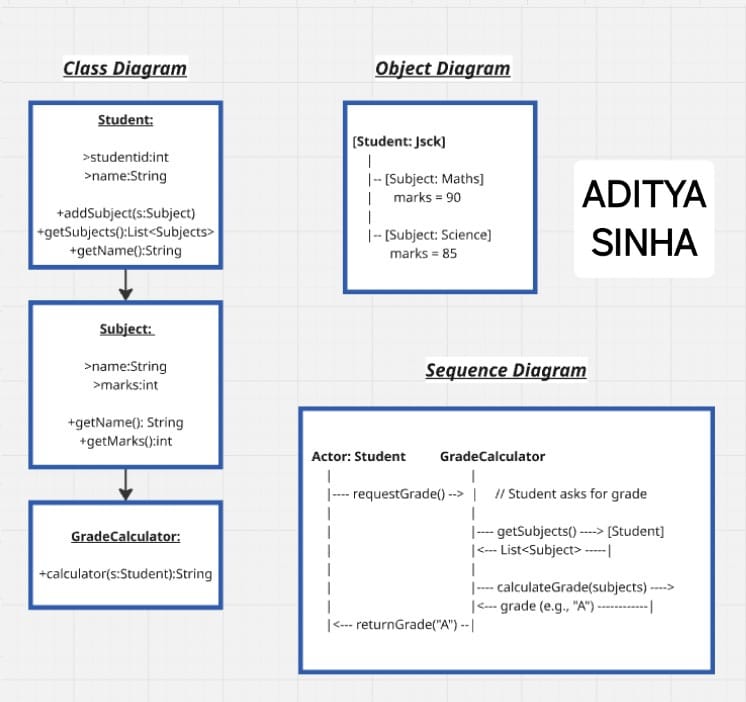 Class Diagram
Student:
>studentid:int
>name:String
+addSubject(s:Subject)
+getSubjects():List<Subjects>
+getName():String
Subject:
>name:String
>marks:int
+getName(): String
+getMarks():int
GradeCalculator:
+calculator(s:Student):String
Object Diagram
[Student: Jsck]
|
|-- [Subject: Maths]
| marks = 90
|
|-- [Subject: Science]
marks = 85
ADITYA
SINHA
Sequence Diagram
Actor: Student GradeCalculator
| |
|---- requestGrade() --> | // Student asks for grade
| |
| |---- getSubjects() ----> [Student]
| |<--- List<Subject> -----|
| |
| |---- calculateGrade(subjects) ---->
| |<--- grade (e.g., "A") ------------|
|<--- returnGrade("A") --|